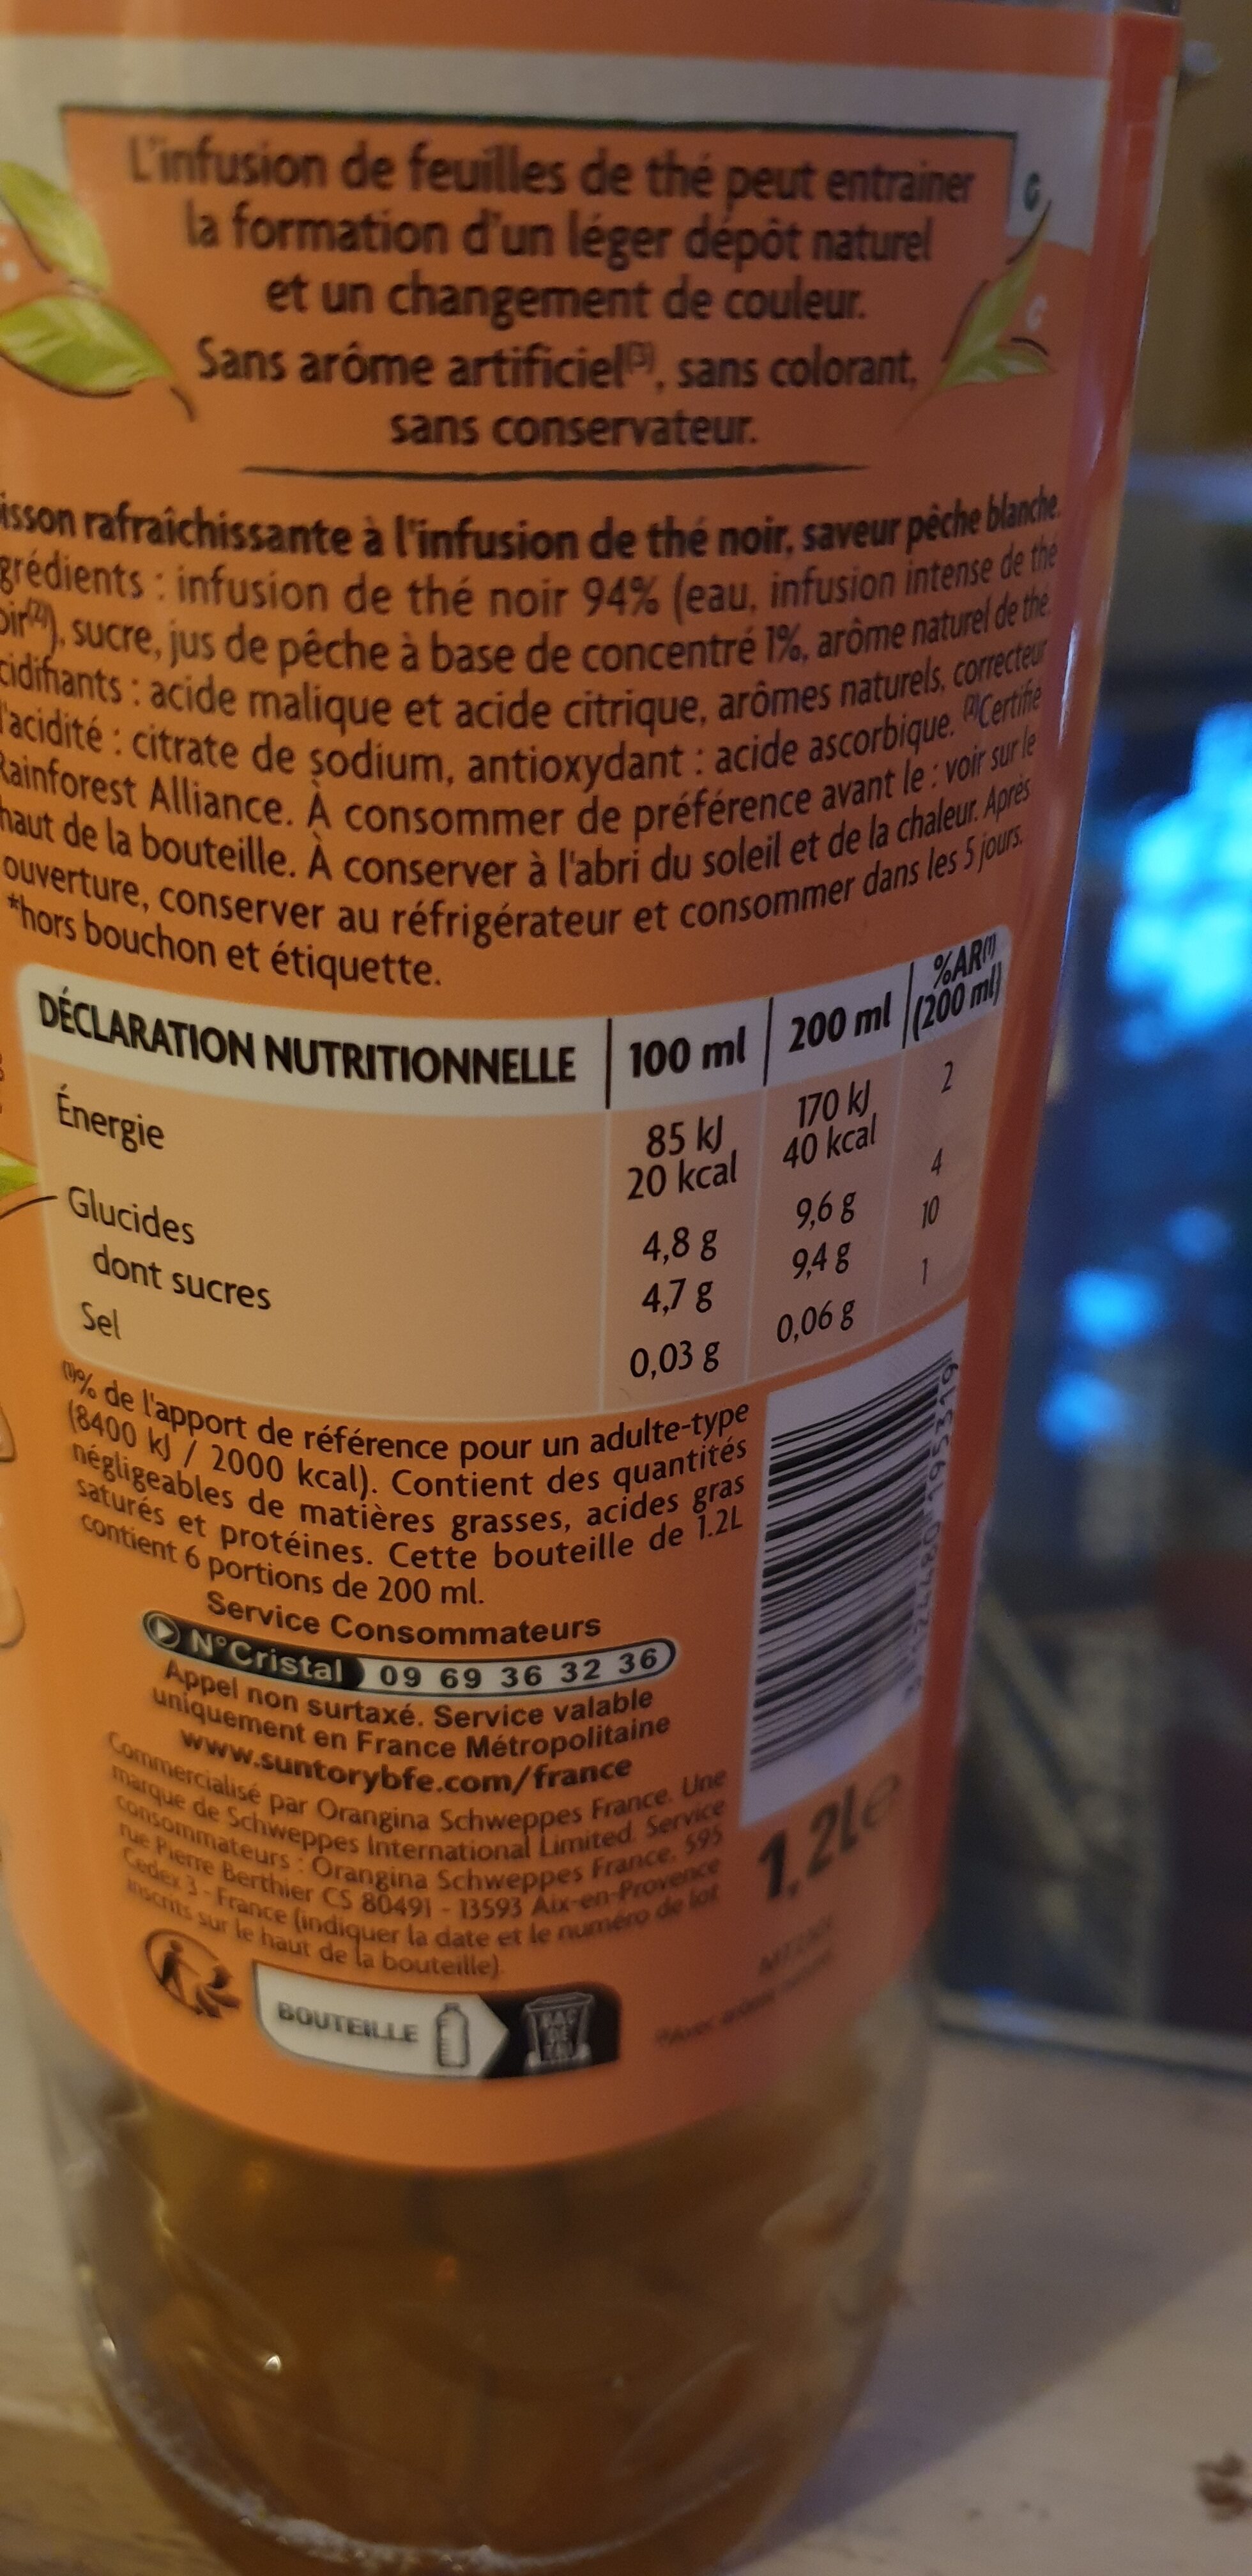 L'infusion de feuilles de thé peut entrainer
la formation d'un léger dépôt naturel
et un changement de couleur.
Sans arôme artificiel(3), sans colorant,
sans conservateur.
isson rafraîchissante à l'infusion de thé noir, saveur pêche blanche.
grédients : infusion de thé noir 94% (eau, infusion intense de thé
oir(2)), sucre, jus de pêche à base de concentré 1%, arôme naturel de thé
cidifiants : acide malique et acide citrique, arômes naturels, correcteur
d'acidité : citrate de sodium, antioxydant : acide ascorbique. (2)Certifié
Rainforest Alliance. À consommer de préférence avant le : voir sur le
haut de la bouteille. À conserver à l'abri du soleil et de la chaleur. Après
ouverture, conserver au réfrigérateur et consommer dans les 5 jours.
*hors bouchon et étiquette.
DÉCLARATION NUTRITIONNELLE 100 ml 200 ml %AR(1) (200 ml)
Énergie 85 kJ 170 kJ 2
20 kcal 40 kcal
Glucides 4,8 g 9,6 g 4
dont sucres 4,7 g 9,4 g 10
Sel 0,03 g 0,06 g 1
(1)% de l'apport de référence pour un adulte-type
(8400 kJ / 2000 kcal). Contient des quantités
négligeables de matières grasses, acides gras
saturés et protéines. Cette bouteille de 1.2L
contient 6 portions de 200 ml.
Service Consommateurs
N°Cristal 09 69 36 32 36
Appel non surtaxé. Service valable
uniquement en France Métropolitaine
www.suntorybfe.com/france
Commercialisé par Orangina Schweppes France. Une
marque de Schweppes International Limited. Service
consommateurs : Orangina Schweppes France, 595
rue Pierre Berthier CS 80491 - 13593 Aix-en-Provence
Cedex 3 - France (indiquer la date et le numéro de lot
inscrits sur le haut de la bouteille).
1,2L e
BOUTEILLE
BAC DE TRI